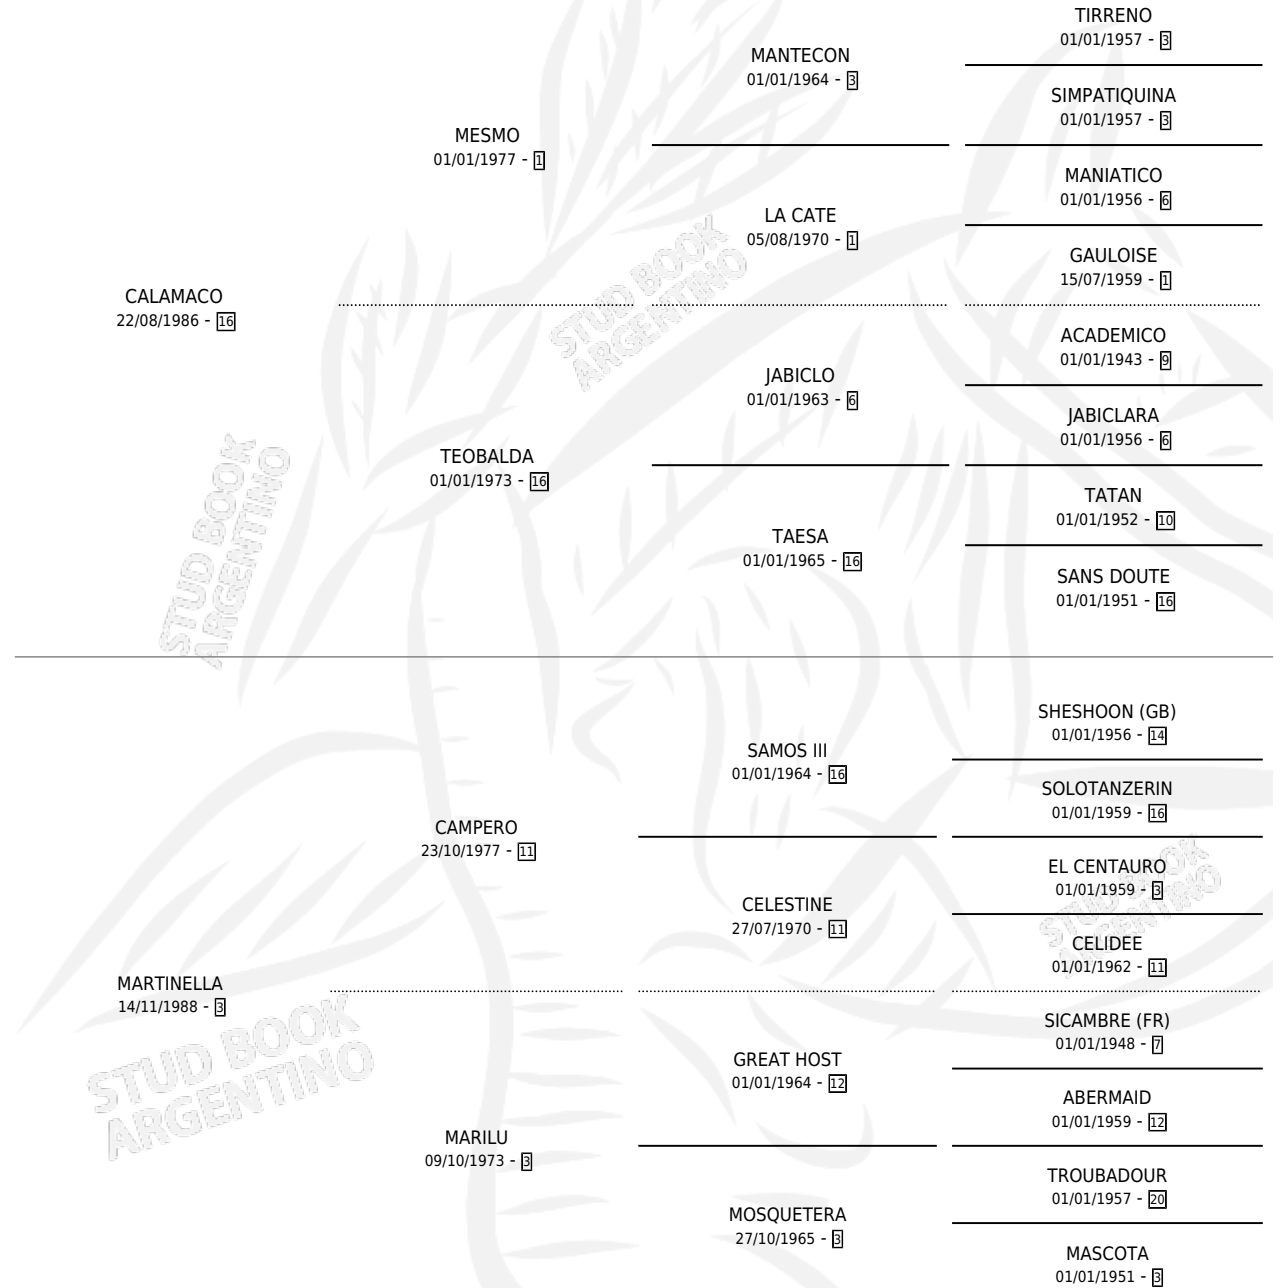 TIRRENO
01/01/1957 - 3
MANTECON
01/01/1964 - 3
SIMPATIQUINA
01/01/1957 - 3
MESMO
01/01/1977 - 1
MANIATICO
01/01/1956 - 6
LA CATE
05/08/1970 - 1
GAULOISE
15/07/1959 - 1
CALAMACO
22/08/1986 - 16
ACADEMICO
01/01/1943 - 9
JABICLO
01/01/1963 - 6
JABICLARA
01/01/1956 - 6
TEOBALDA
01/01/1973 - 16
TATAN
01/01/1952 - 10
TAESA
01/01/1965 - 16
SANS DOUTE
01/01/1951 - 16
SHESHOON (GB)
01/01/1956 - 14
SAMOS III
01/01/1964 - 16
SOLOTANZERIN
01/01/1959 - 16
CAMPERO
23/10/1977 - 11
EL CENTAURO
01/01/1959 - 3
CELESTINE
27/07/1970 - 11
CELIDEE
01/01/1962 - 11
MARTINELLA
14/11/1988 - 3
SICAMBRE (FR)
01/01/1948 - 7
GREAT HOST
01/01/1964 - 12
ABERMAID
01/01/1959 - 12
MARILU
09/10/1973 - 3
TROUBADOUR
01/01/1957 - 20
MOSQUETERA
27/10/1965 - 3
MASCOTA
01/01/1951 - 3
STUD BOOK
ARGENTINO
STUD BOOK
ARGENTINO
STUD BOOK
ARGENTINO
STUD BOOK
ARGENTINO